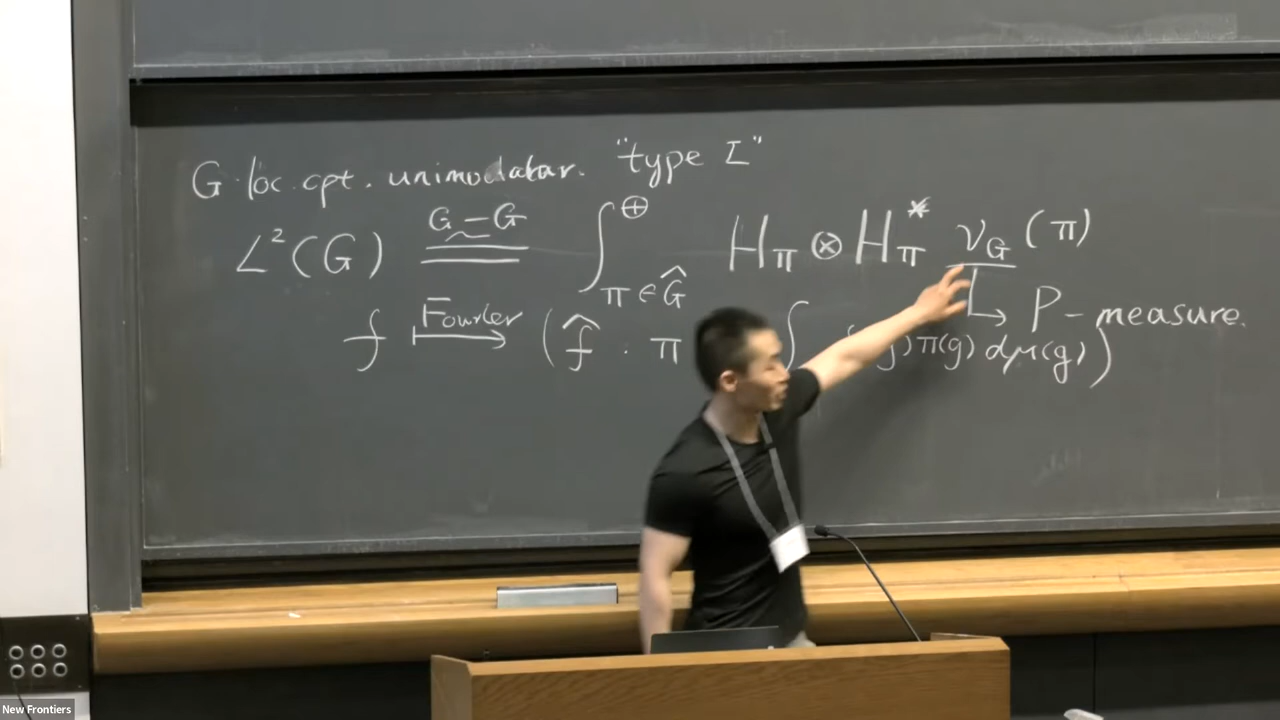 G loc. cpt. unimodular. "type I"
L²(G) G–G ≅ ∫^⊕_{π∈Ĝ} H_π ⊗ H_π^* ν_G(π)
↳ P-measure.
f ↦ Fourier (f̂ : π ∫ )π(g) dμ(g))
New Frontiers